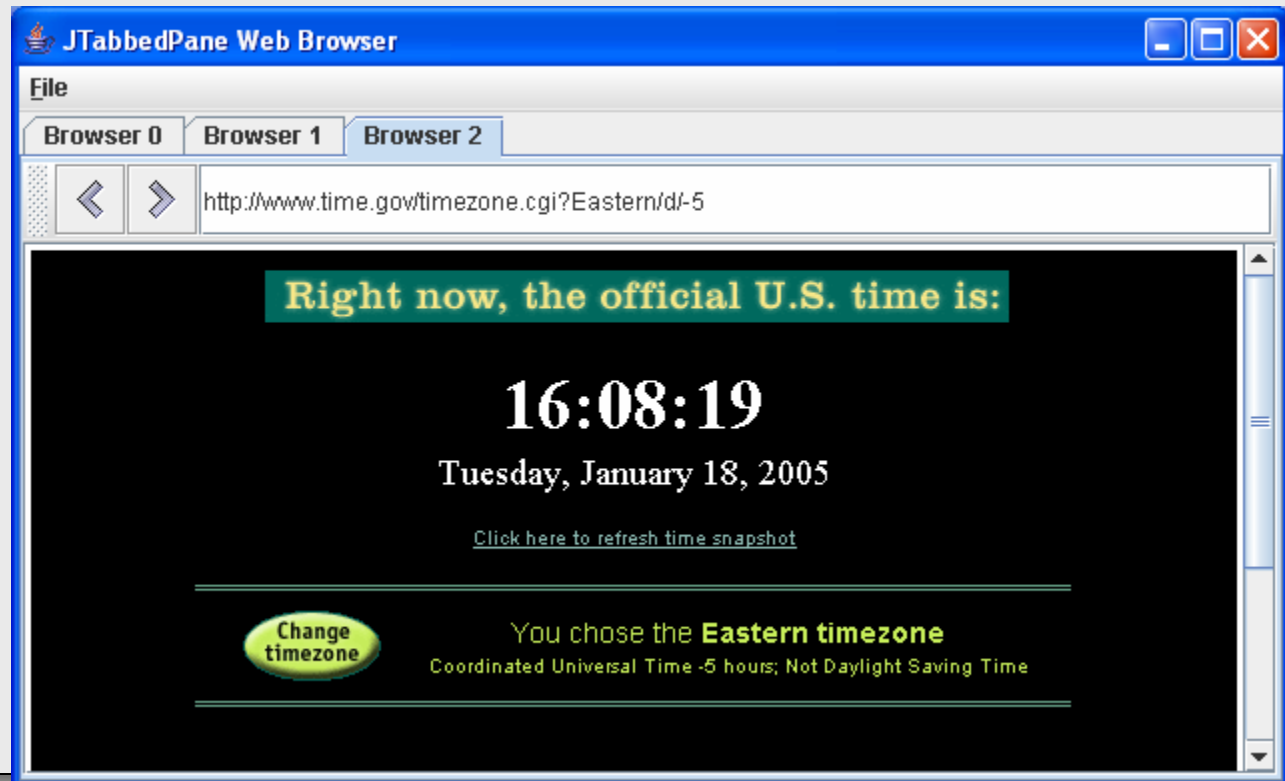 JTabbedPane Web Browser
File
Browser 0 Browser 1 Browser 2
http://www.time.gov/timezone.cgi?Eastern/d/-5
Right now, the official U.S. time is:
16:08:19
Tuesday, January 18, 2005
Click here to refresh time snapshot
Change
timezone
You chose the Eastern timezone
Coordinated Universal Time -5 hours; Not Daylight Saving Time